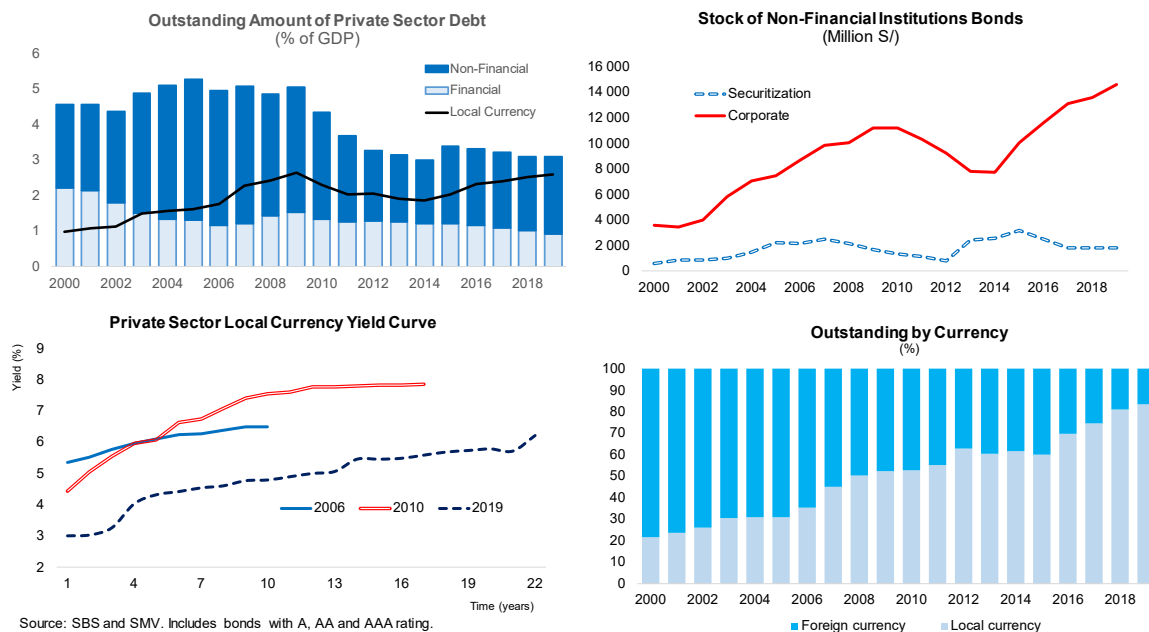 Outstanding Amount of Private Sector Debt
(% of GDP)
6
5
4
3
2
1
0
Non-Financial
Financial
Local Currency
2000 2002 2004 2006 2008 2010 2012 2014 2016 2018
Stock of Non-Financial Institutions Bonds
(Million S/)
16 000
14 000
12 000
10 000
8 000
6 000
4 000
2 000
0
Securitization
Corporate
2000 2002 2004 2006 2008 2010 2012 2014 2016 2018
Private Sector Local Currency Yield Curve
Yield (%)
9
8
7
6
5
4
3
2
2006 2010 2019
1 4 7 10 13 16 19 22
Time (years)
Source: SBS and SMV. Includes bonds with A, AA and AAA rating.
Outstanding by Currency
(%)
100
90
80
70
60
50
40
30
20
10
0
2000 2002 2004 2006 2008 2010 2012 2014 2016 2018
Foreign currency Local currency